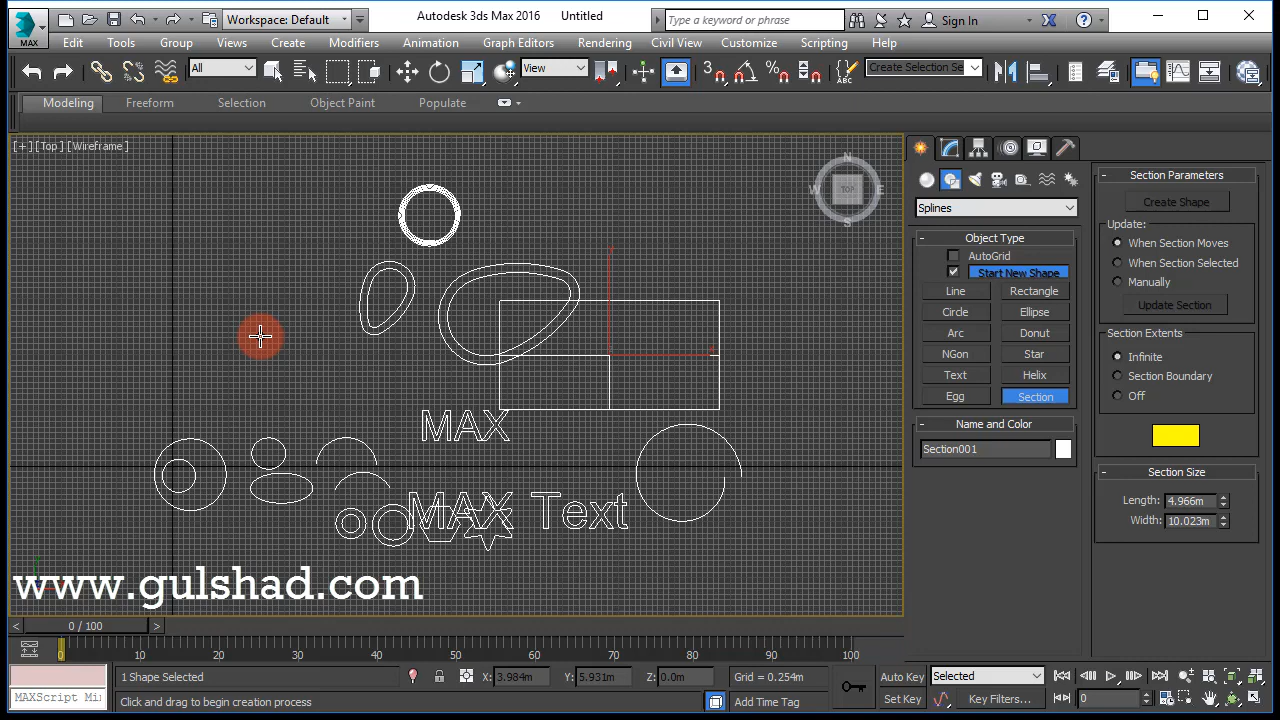 Workspace: Default
Autodesk 3ds Max 2016 Untitled
Type a keyword or phrase
Sign In
MAX
Edit Tools Group Views Create Modifiers Animation Graph Editors Rendering Civil View Customize Scripting Help
All
View
3
ABC
Create Selection Se
Modeling Freeform Selection Object Paint Populate
[+] [Top] [Wireframe]
N
W TOP E
S
MAX
MAX Text
www.gulshad.com
Splines
Object Type
AutoGrid
Start New Shape
Line Rectangle
Circle Ellipse
Arc Donut
NGon Star
Text Helix
Egg Section
Name and Color
Section001
Section Parameters
Create Shape
Update:
When Section Moves
When Section Selected
Manually
Update Section
Section Extents
Infinite
Section Boundary
Off
Section Size
Length: 4.966m
Width: 10.023m
< 0 / 100 >
0 10 20 30 40 50 60 70 80 90 100
1 Shape Selected
X: 3.984m Y: 5.931m Z: 0.0m
Grid = 0.254m
Auto Key
Selected
MAXScript Mi
Click and drag to begin creation process
Add Time Tag
Set Key
Key Filters...
0